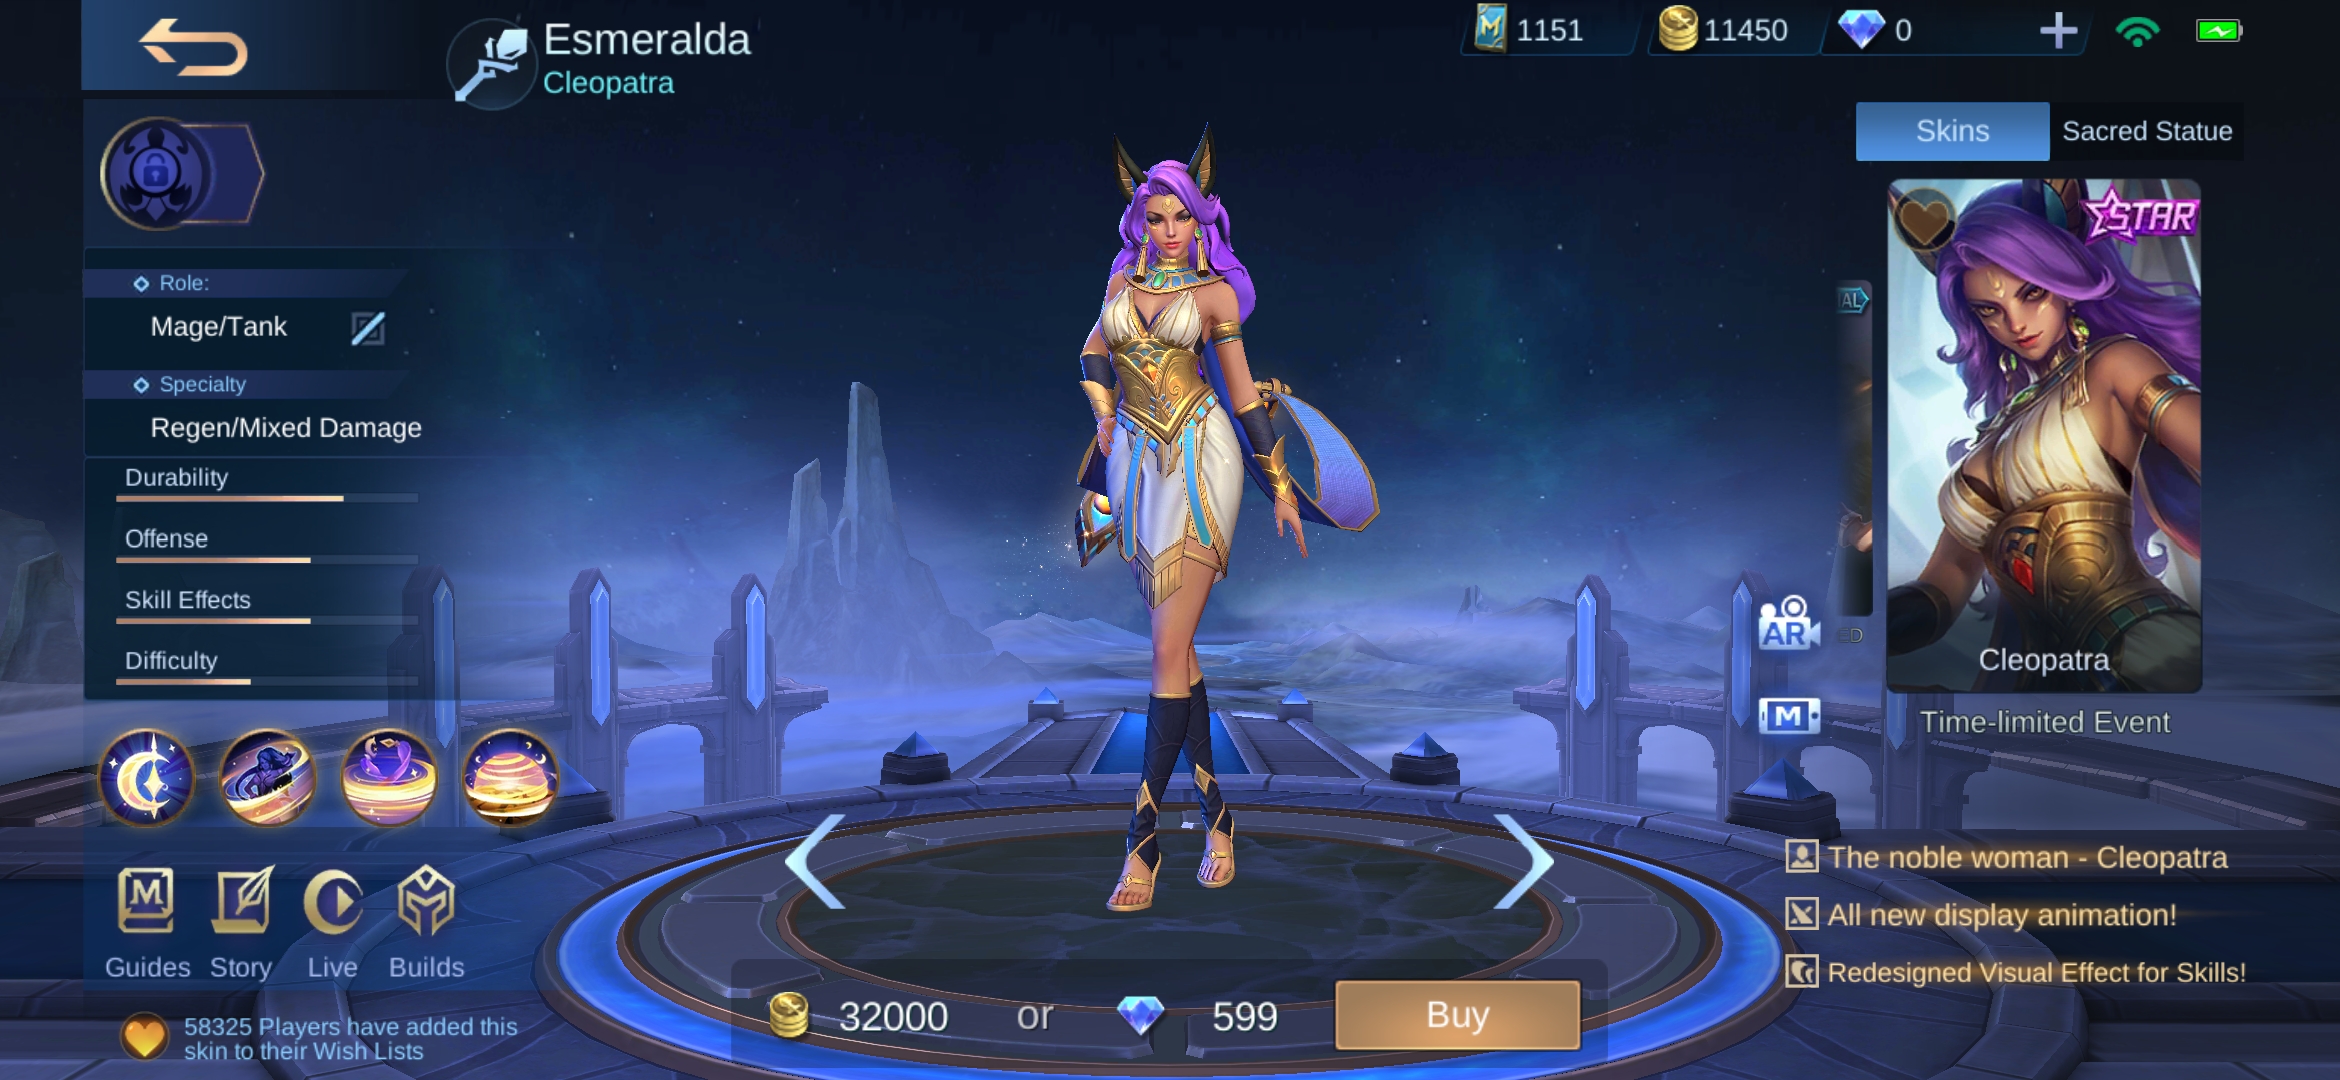 Esmeralda
Cleopatra
1151
11450
0
Skins
Sacred Statue
Role:
Mage/Tank
Specialty
Regen/Mixed Damage
Durability
Offense
Skill Effects
Difficulty
STAR
AL
Cleopatra
Time-limited Event
AR
M
The noble woman - Cleopatra
All new display animation!
Redesigned Visual Effect for Skills!
Guides
Story
Live
Builds
58325 Players have added this
skin to their Wish Lists
32000 or 599
Buy